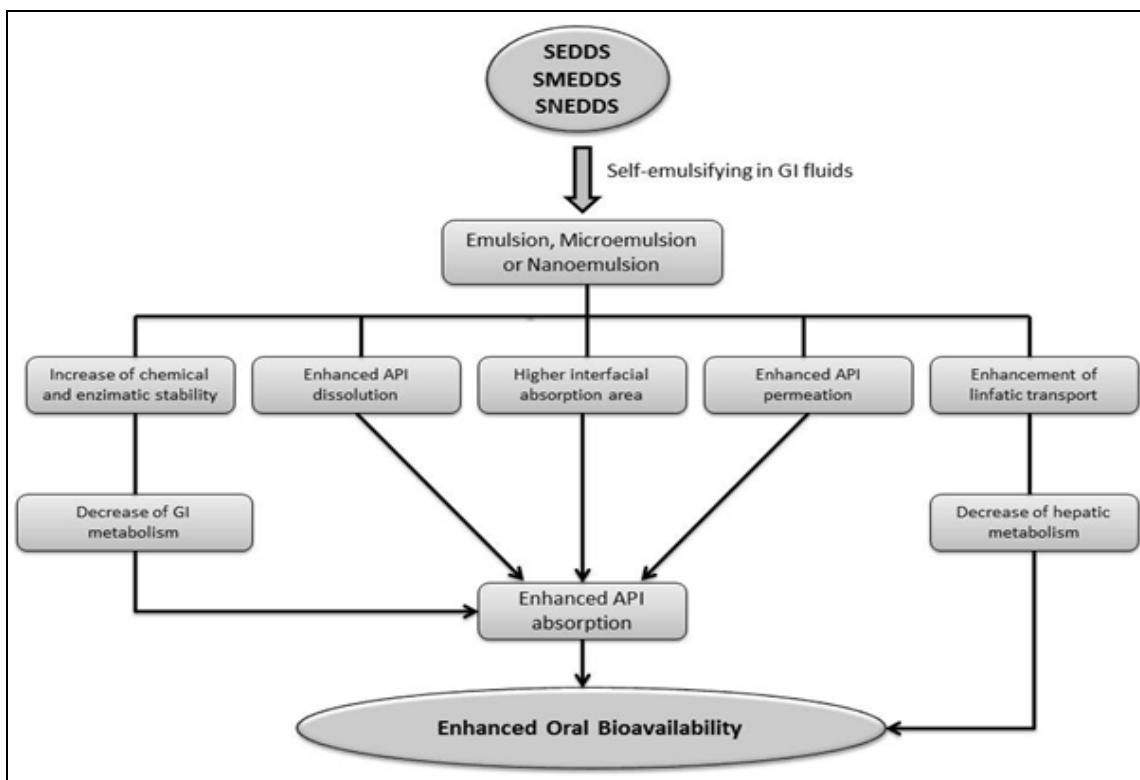 SEDDS
SMEDDS
SNEDDS
Self-emulsifying in GI fluids
Emulsion, Microemulsion
or Nanoemulsion
Increase of chemical
and enzimatic stability
Enhanced API
dissolution
Higher interfacial
absorption area
Enhanced API
permeation
Enhancement of
linfatic transport
Decrease of GI
metabolism
Decrease of hepatic
metabolism
Enhanced API
absorption
Enhanced Oral Bioavailability